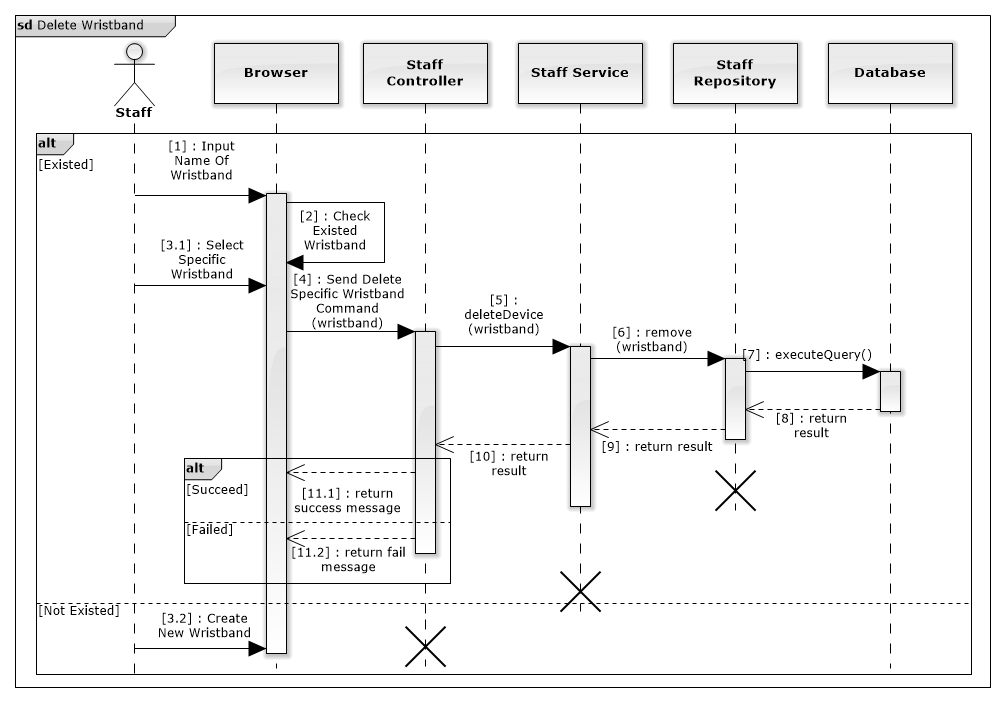 sd Delete Wristband
Staff
Browser
Staff
Controller
Staff Service
Staff
Repository
Database
alt
[Existed]
[1] : Input
Name Of
Wristband
[2] : Check
Existed
Wristband
[3.1] : Select
Specific
Wristband
[4] : Send Delete
Specific Wristband
Command
(wristband)
[5] :
deleteDevice
(wristband)
[6] : remove
(wristband)
[7] : executeQuery()
[8] : return
result
[9] : return result
[10] : return
result
alt
[Succeed]
[11.1] : return
success message
[Failed]
[11.2] : return fail
message
[Not Existed]
[3.2] : Create
New Wristband